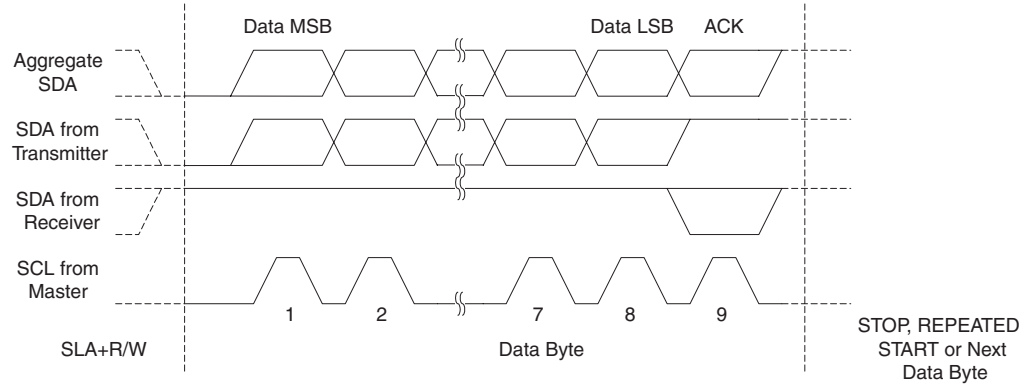 Data MSB
Data LSB
ACK
Aggregate
SDA
SDA from
Transmitter
SDA from
Receiver
SCL from
Master
1
2
7
8
9
SLA+R/W
Data Byte
STOP, REPEATED
START or Next
Data Byte